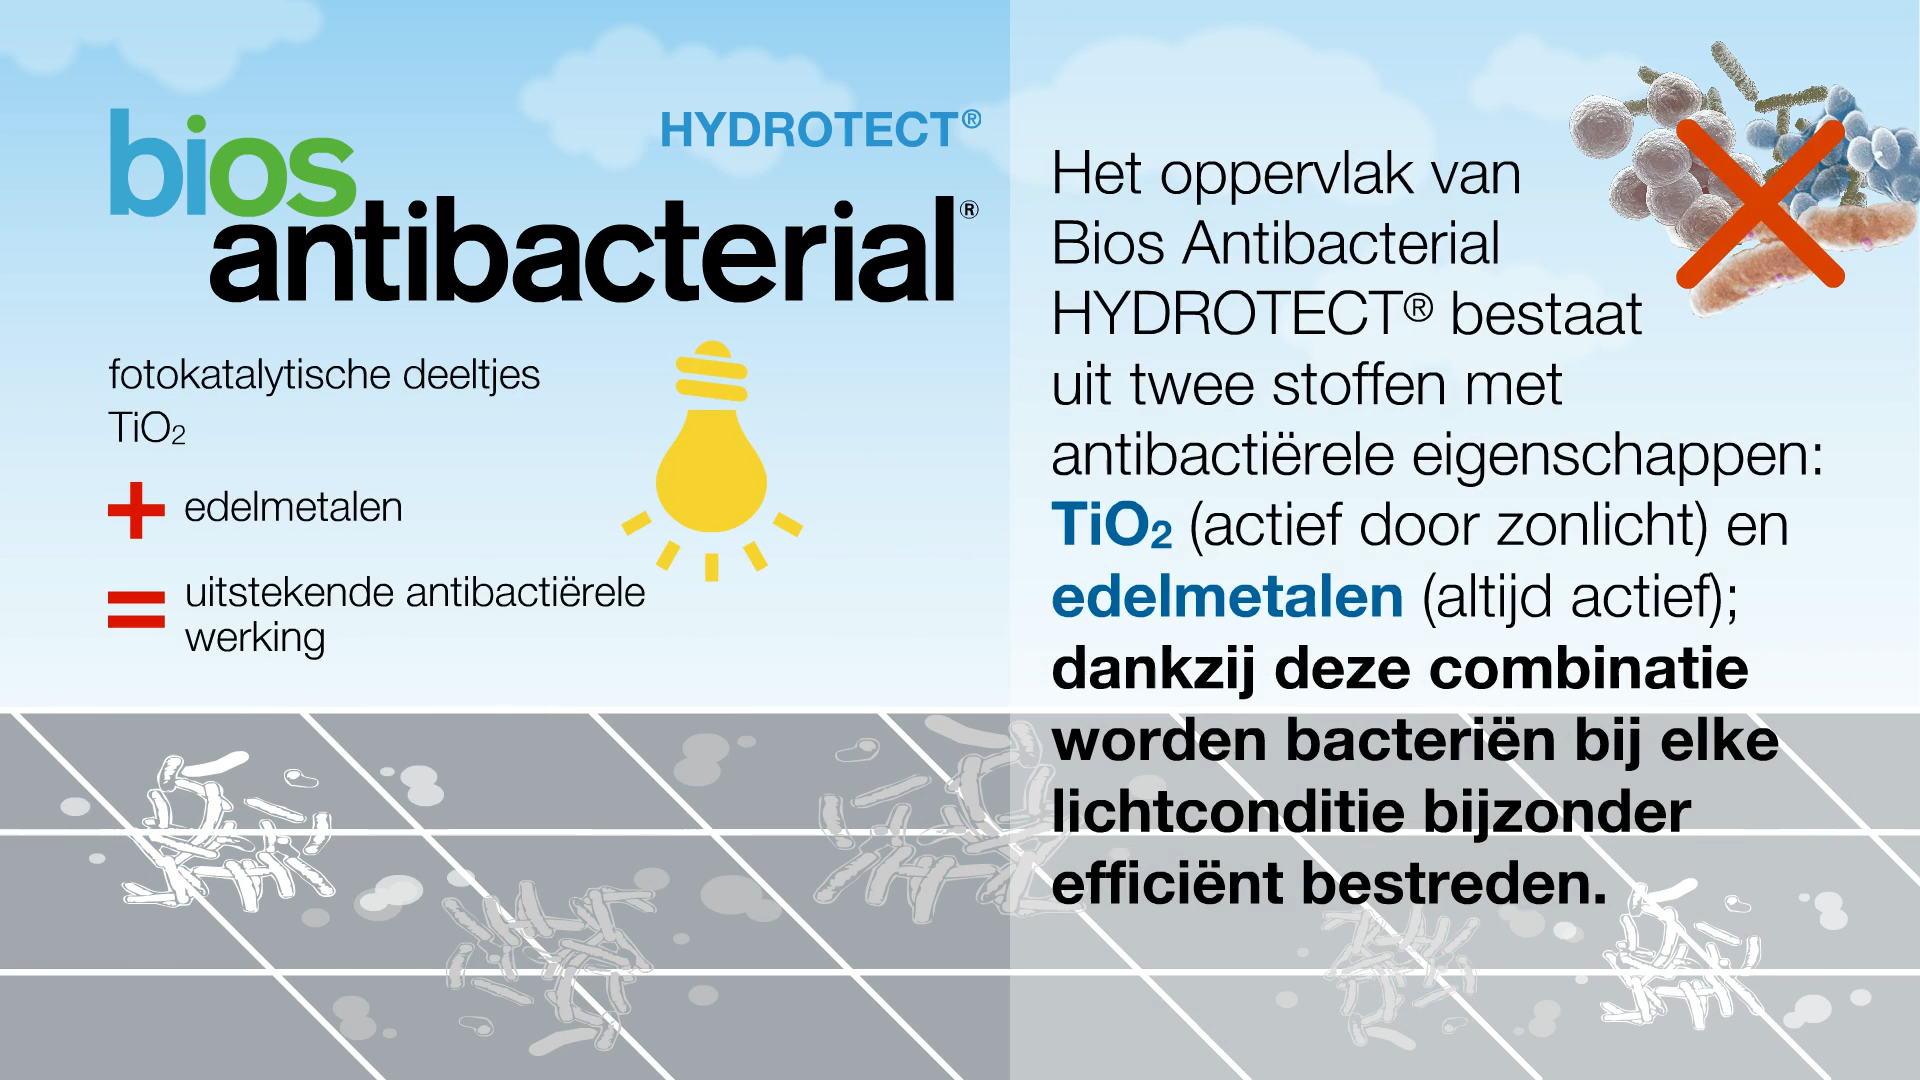 bios
HYDROTECT®
antibacterial®
fotokatalytische deeltjes
TiO₂
+ edelmetalen
= uitstekende antibactiërele
werking
Het oppervlak van
Bios Antibacterial
HYDROTECT® bestaat
uit twee stoffen met
antibactiërele eigenschappen:
TiO₂ (actief door zonlicht) en
edelmetalen (altijd actief);
dankzij deze combinatie
worden bacteriën bij elke
lichtconditie bijzonder
efficiënt bestreden.